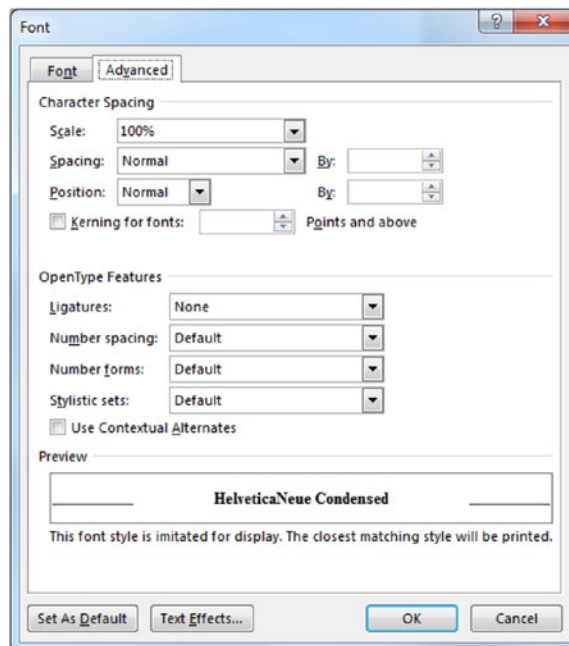 Font
?
X
Font Advanced
Character Spacing
Scale: 100%
Spacing: Normal By:
Position: Normal By:
Kerning for fonts: Points and above
OpenType Features
Ligatures: None
Number spacing: Default
Number forms: Default
Stylistic sets: Default
Use Contextual Alternates
Preview
HelveticaNeue Condensed
This font style is imitated for display. The closest matching style will be printed.
Set As Default Text Effects... OK Cancel